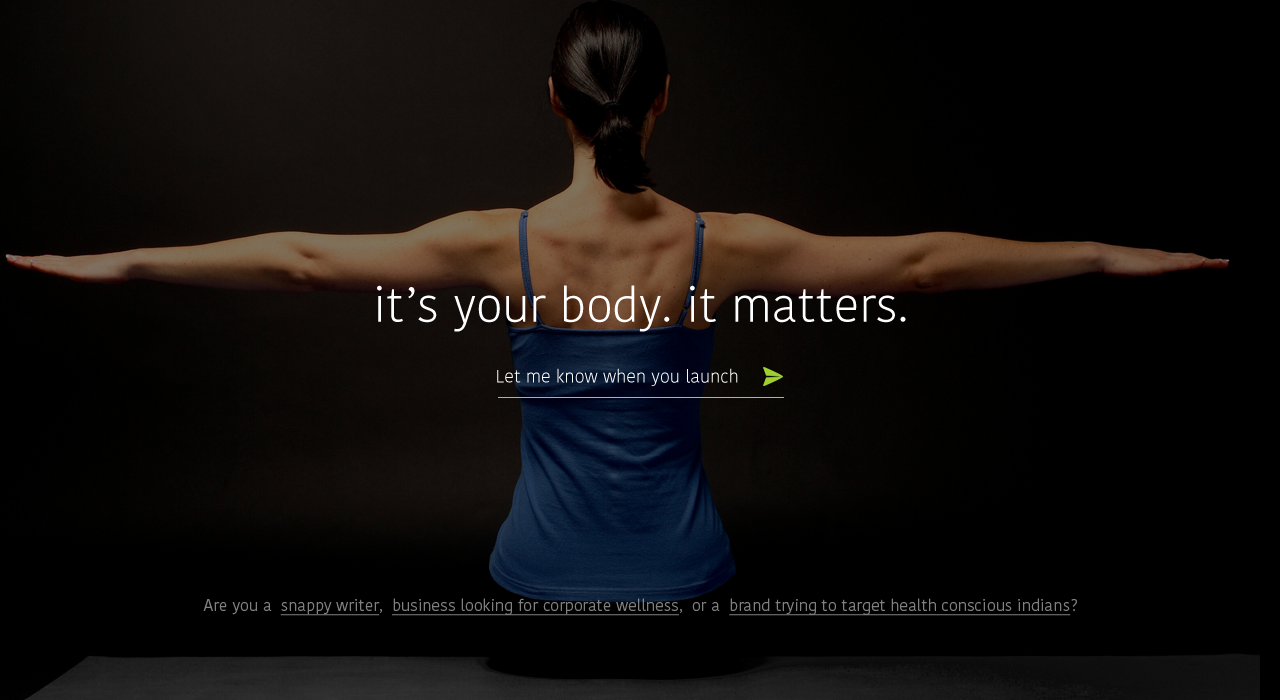 it’s your body. it matters.
Let me know when you launch
Are you a snappy writer, business looking for corporate wellness, or a brand trying to target health conscious indians?